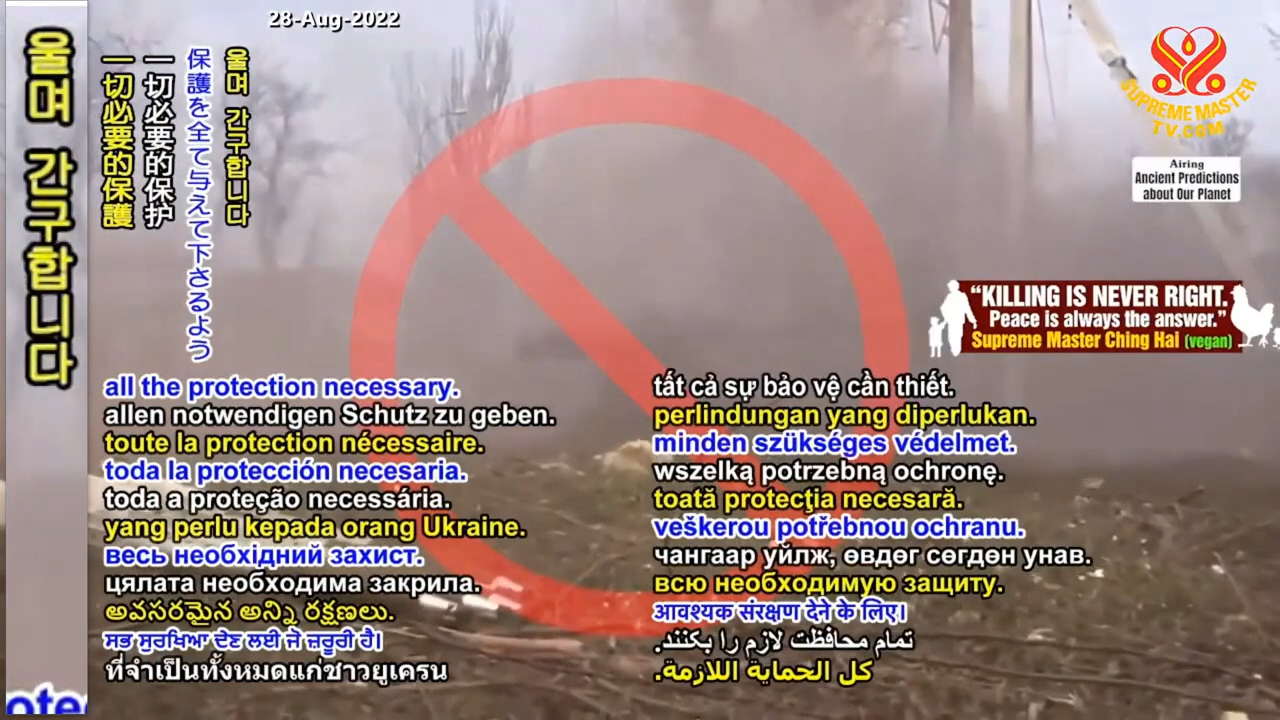 28-Aug-2022
울며 간구합니다
一切必要的保護
一切必要的保护
保護を全て与えて下さるよう
울며 간구합니다
SUPREME MASTER
TV.COM
Airing
Ancient Predictions
about Our Planet
“KILLING IS NEVER RIGHT.
Peace is always the answer.”
Supreme Master Ching Hai (vegan)
all the protection necessary.
allen notwendigen Schutz zu geben.
toute la protection nécessaire.
toda la protección necesaria.
toda a proteção necessária.
yang perlu kepada orang Ukraine.
весь необхідний захист.
цялата необходима закрила.
అవసరమైన అన్ని రక్షణలు.
ਸਭ ਸੁਰਖਿਆ ਦੇਣ ਲਈ ਜੋ ਜ਼ਰੂਰੀ ਹੈ।
ที่จำเป็นทั้งหมดแก่ชาวยูเครน
tất cả sự bảo vệ cần thiết.
perlindungan yang diperlukan.
minden szükséges védelmet.
wszelką potrzebną ochronę.
toată protecţia necesară.
veškerou potřebnou ochranu.
чангаар уйлж, өвдөг сөгдөн унав.
всю необходимую защиту.
आवश्यक संरक्षण देने के लिए।
تمام محافظت لازم را بکنند.
كل الحماية اللازمة.